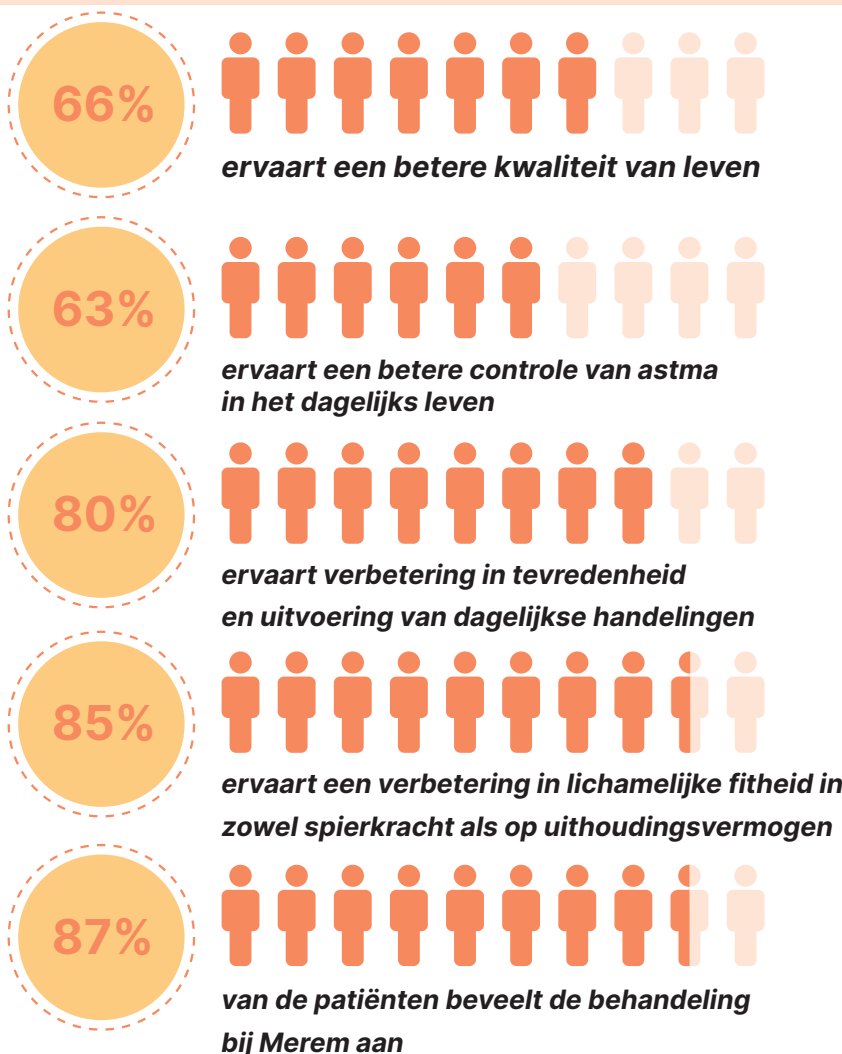 66%
ervaart een betere kwaliteit van leven
63%
ervaart een betere controle van astma
in het dagelijks leven
80%
ervaart verbetering in tevredenheid
en uitvoering van dagelijkse handelingen
85%
ervaart een verbetering in lichamelijke fitheid in
zowel spierkracht als op uithoudingsvermogen
87%
van de patiënten beveelt de behandeling
bij Merem aan